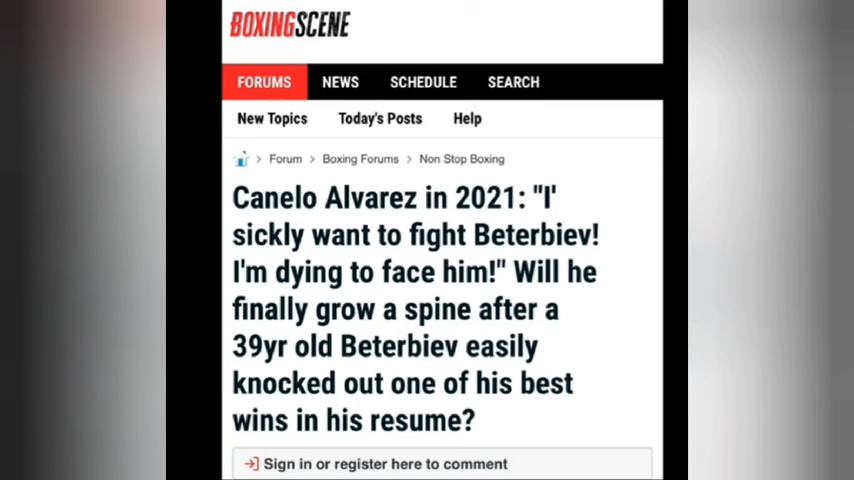 BOXINGSCENE
FORUMS NEWS SCHEDULE SEARCH
New Topics Today's Posts Help
> Forum > Boxing Forums > Non Stop Boxing
Canelo Alvarez in 2021: "I'
sickly want to fight Beterbiev!
I'm dying to face him!" Will he
finally grow a spine after a
39yr old Beterbiev easily
knocked out one of his best
wins in his resume?
Sign in or register here to comment